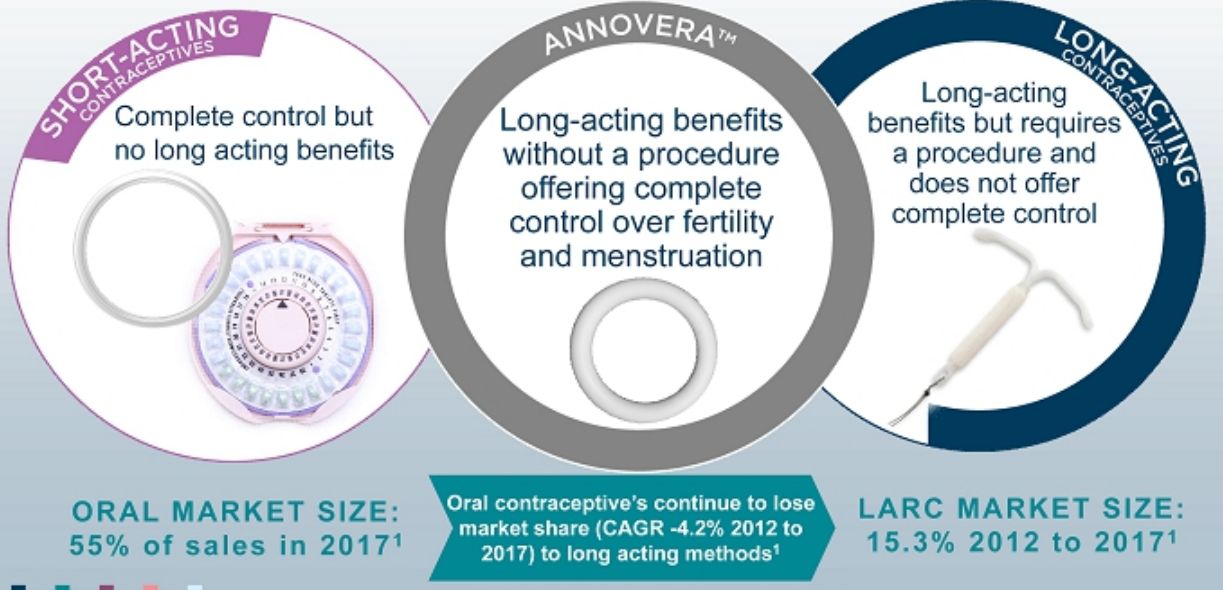 SHORT-ACTING
CONTRACEPTIVES
Complete control but
no long acting benefits
ANNOVERA™
Long-acting benefits
without a procedure
offering complete
control over fertility
and menstruation
LONG-ACTING
CONTRACEPTIVES
Long-acting
benefits but requires
a procedure and
does not offer
complete control
ORAL MARKET SIZE:
55% of sales in 2017¹
Oral contraceptive's continue to lose
market share (CAGR -4.2% 2012 to
2017) to long acting methods¹
LARC MARKET SIZE:
15.3% 2012 to 2017¹